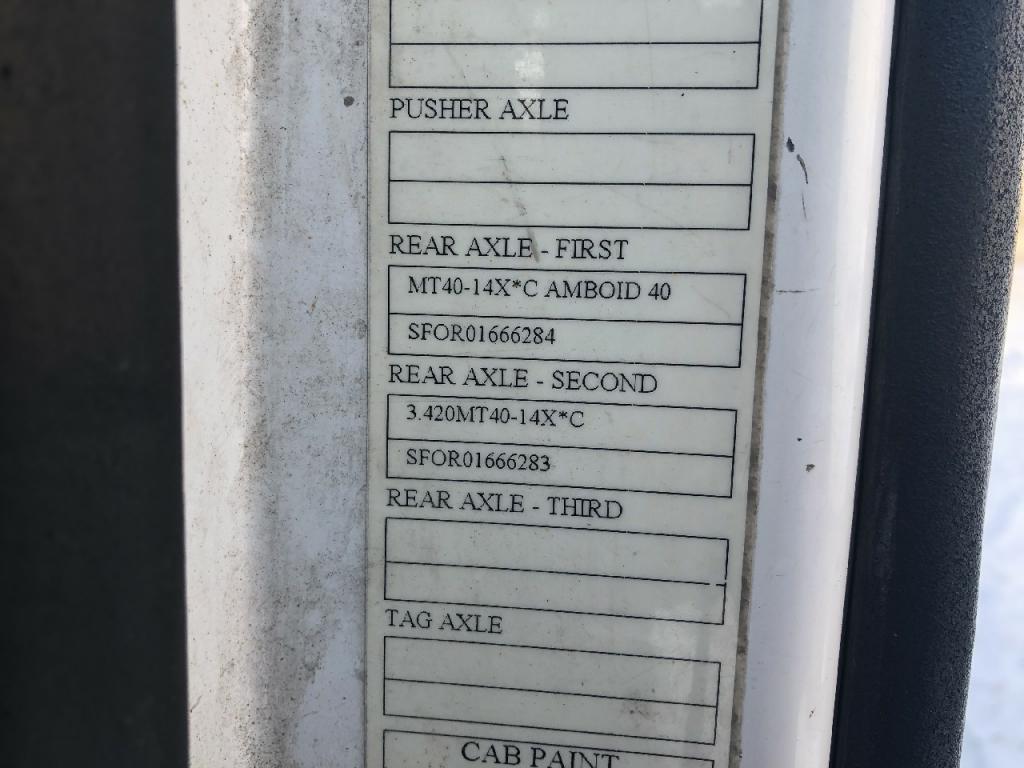 PUSHER AXLE
REAR AXLE - FIRST
MT40-14X*C AMBOID 40
SFOR01666284
REAR AXLE - SECOND
3.420MT40-14X*C
SFOR01666283
REAR AXLE - THIRD
TAG AXLE
CAB PAINT